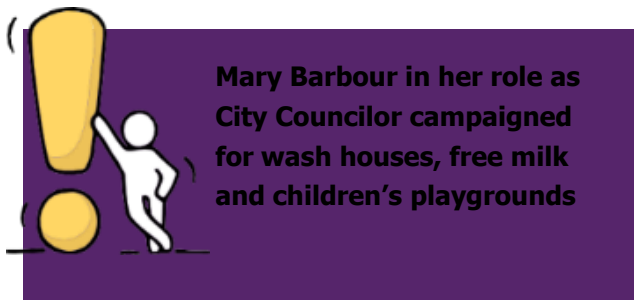 Mary Barbour in her role as
City Councilor campaigned
for wash houses, free milk
and children’s playgrounds